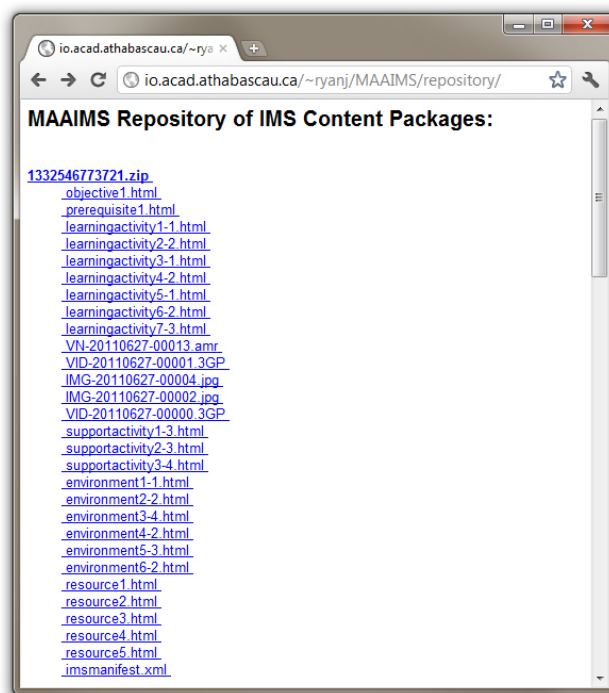 io.acad.athabascau.ca/~rya
io.acad.athabascau.ca/~ryanj/MAAIMS/repository/
MAAIMS Repository of IMS Content Packages:
1332546773721.zip
objective1.html
prerequisite1.html
learningactivity1-1.html
learningactivity2-2.html
learningactivity3-1.html
learningactivity4-2.html
learningactivity5-1.html
learningactivity6-2.html
learningactivity7-3.html
VN-20110627-00013.amr
VID-20110627-00001.3GP
IMG-20110627-00004.jpg
IMG-20110627-00002.jpg
VID-20110627-00000.3GP
supportactivity1-3.html
supportactivity2-3.html
supportactivity3-4.html
environment1-1.html
environment2-2.html
environment3-4.html
environment4-2.html
environment5-3.html
environment6-2.html
resource1.html
resource2.html
resource3.html
resource4.html
resource5.html
imsmanifest.xml